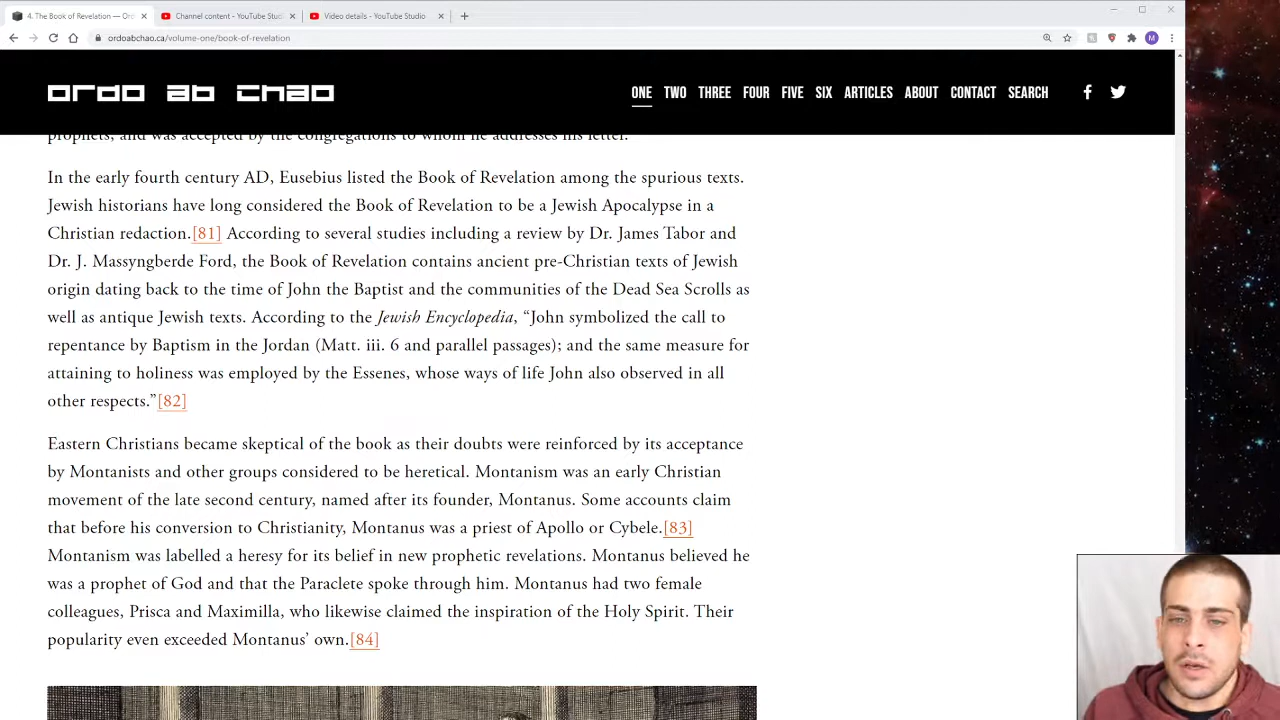 4. The Book of Revelation — Ord
Channel content - YouTube Studi
Video details - YouTube Studio
ordoabchao.ca/volume-one/book-of-revelation
M
ordo ab chao
ONE TWO THREE FOUR FIVE SIX ARTICLES ABOUT CONTACT SEARCH
prophets, and was accepted by the congregations to whom he addresses his letter.
In the early fourth century AD, Eusebius listed the Book of Revelation among the spurious texts.
Jewish historians have long considered the Book of Revelation to be a Jewish Apocalypse in a
Christian redaction.[81] According to several studies including a review by Dr. James Tabor and
Dr. J. Massyngberde Ford, the Book of Revelation contains ancient pre-Christian texts of Jewish
origin dating back to the time of John the Baptist and the communities of the Dead Sea Scrolls as
well as antique Jewish texts. According to the Jewish Encyclopedia, “John symbolized the call to
repentance by Baptism in the Jordan (Matt. iii. 6 and parallel passages); and the same measure for
attaining to holiness was employed by the Essenes, whose ways of life John also observed in all
other respects.”[82]
Eastern Christians became skeptical of the book as their doubts were reinforced by its acceptance
by Montanists and other groups considered to be heretical. Montanism was an early Christian
movement of the late second century, named after its founder, Montanus. Some accounts claim
that before his conversion to Christianity, Montanus was a priest of Apollo or Cybele.[83]
Montanism was labelled a heresy for its belief in new prophetic revelations. Montanus believed he
was a prophet of God and that the Paraclete spoke through him. Montanus had two female
colleagues, Prisca and Maximilla, who likewise claimed the inspiration of the Holy Spirit. Their
popularity even exceeded Montanus’ own.[84]